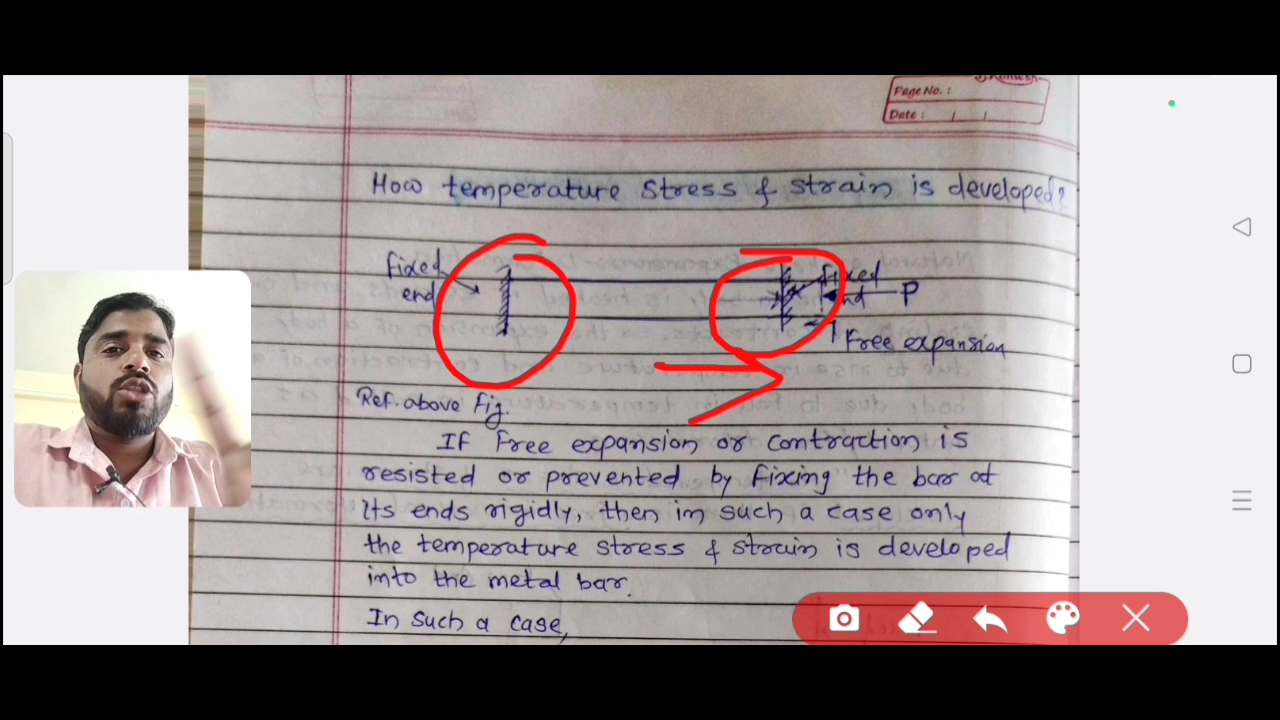 Page No. :
Date :
How temperature stress & strain is developed?
fixed
end
fixed
end
P
Free expansion
Ref. above fig.
If free expansion or contraction is
resisted or prevented by fixing the bar at
its ends rigidly, then in such a case only
the temperature stress & strain is developed
into the metal bar.
In such a case,